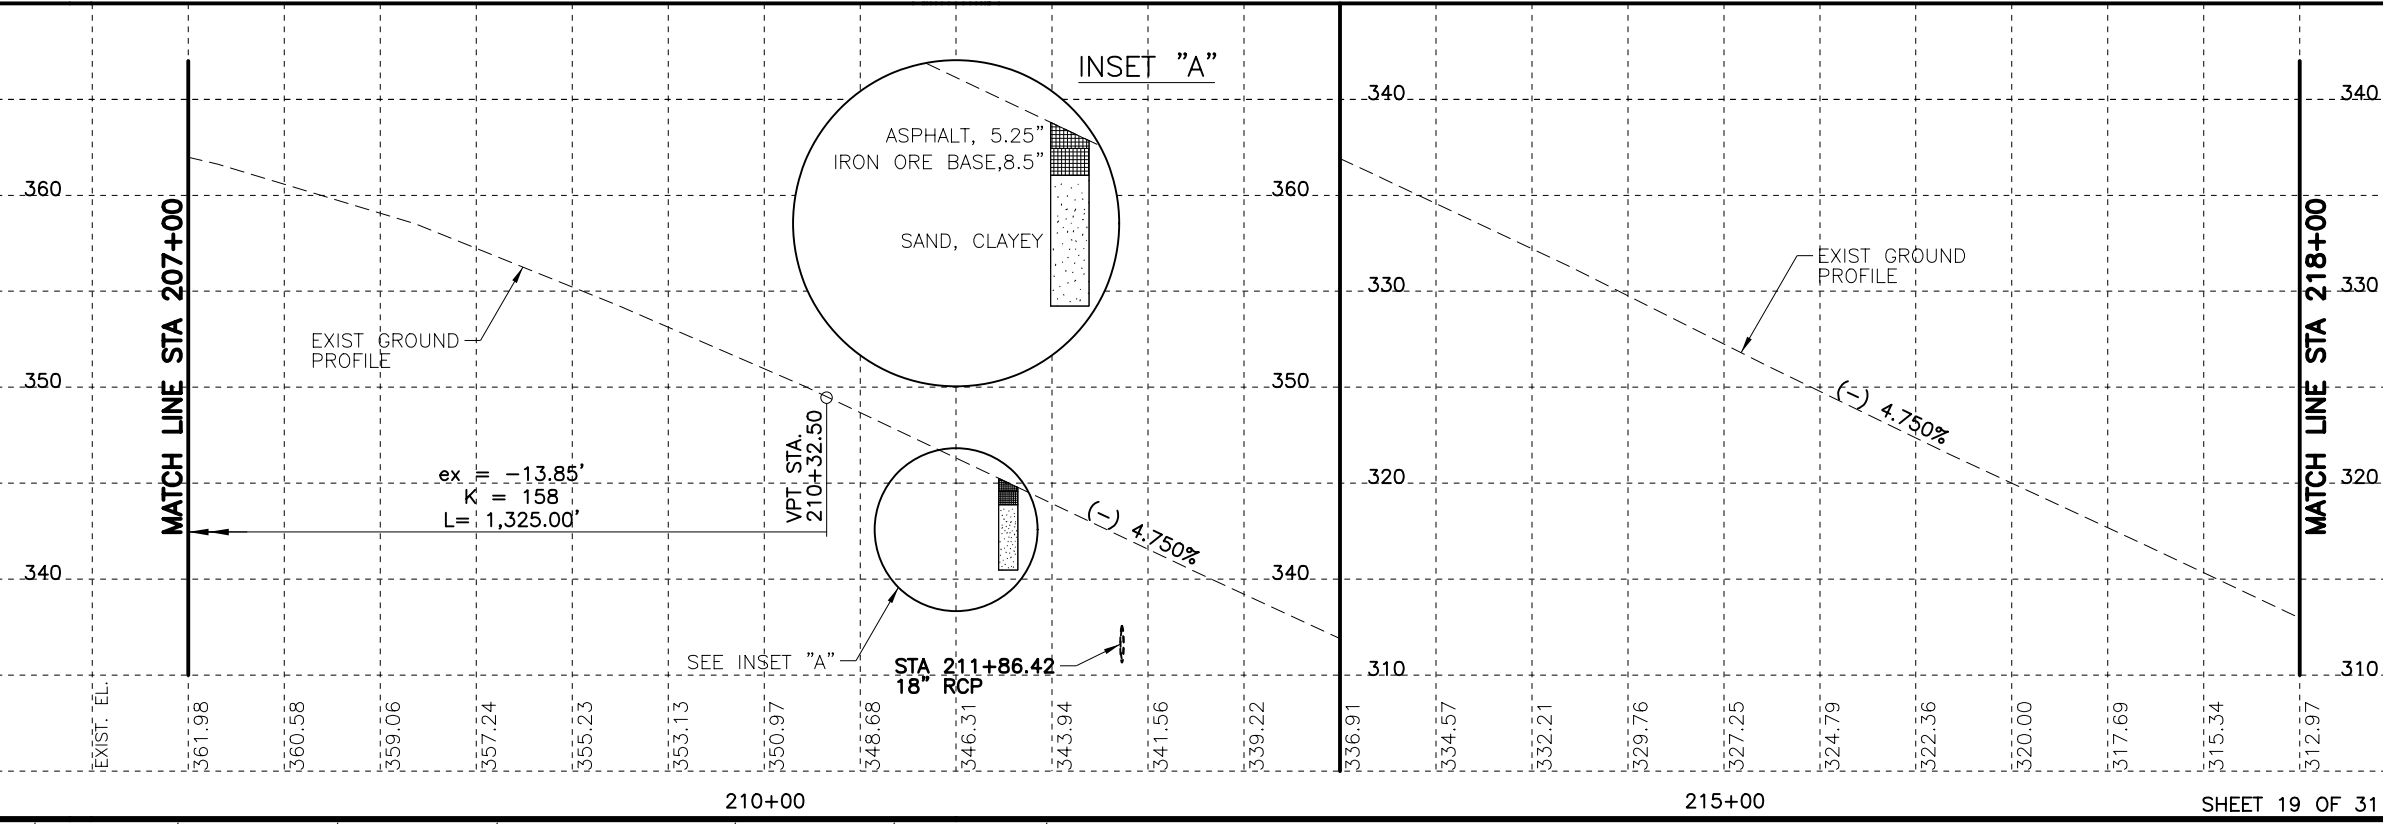 INSET "A"
ASPHALT, 5.25"
IRON ORE BASE,8.5"
SAND, CLAYEY
360
350
340
MATCH LINE STA 207+00
EXIST GROUND
PROFILE
ex = -13.85'
K = 158
L= 1,325.00'
VPT STA.
210+32.50
(-) 4.750%
SEE INSET "A"
STA 211+86.42
18" RCP
360
350
340
340
330
320
310
EXIST GROUND
PROFILE
(-) 4.750%
MATCH LINE STA 218+00
340
330
320
310
EXIST. EL.
361.98
360.58
359.06
357.24
355.23
353.13
350.97
348.68
346.31
343.94
341.56
339.22
336.91
334.57
332.21
329.76
327.25
324.79
322.36
320.00
317.69
315.34
312.97
210+00
215+00
SHEET 19 OF 31